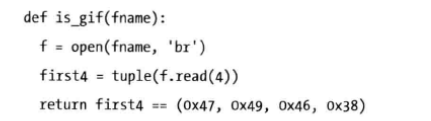 def is_gif(fname):
  f = open(fname, 'br')
  first4 = tuple(f.read(4))
  return first4 == (0x47, 0x49, 0x46, 0x38)